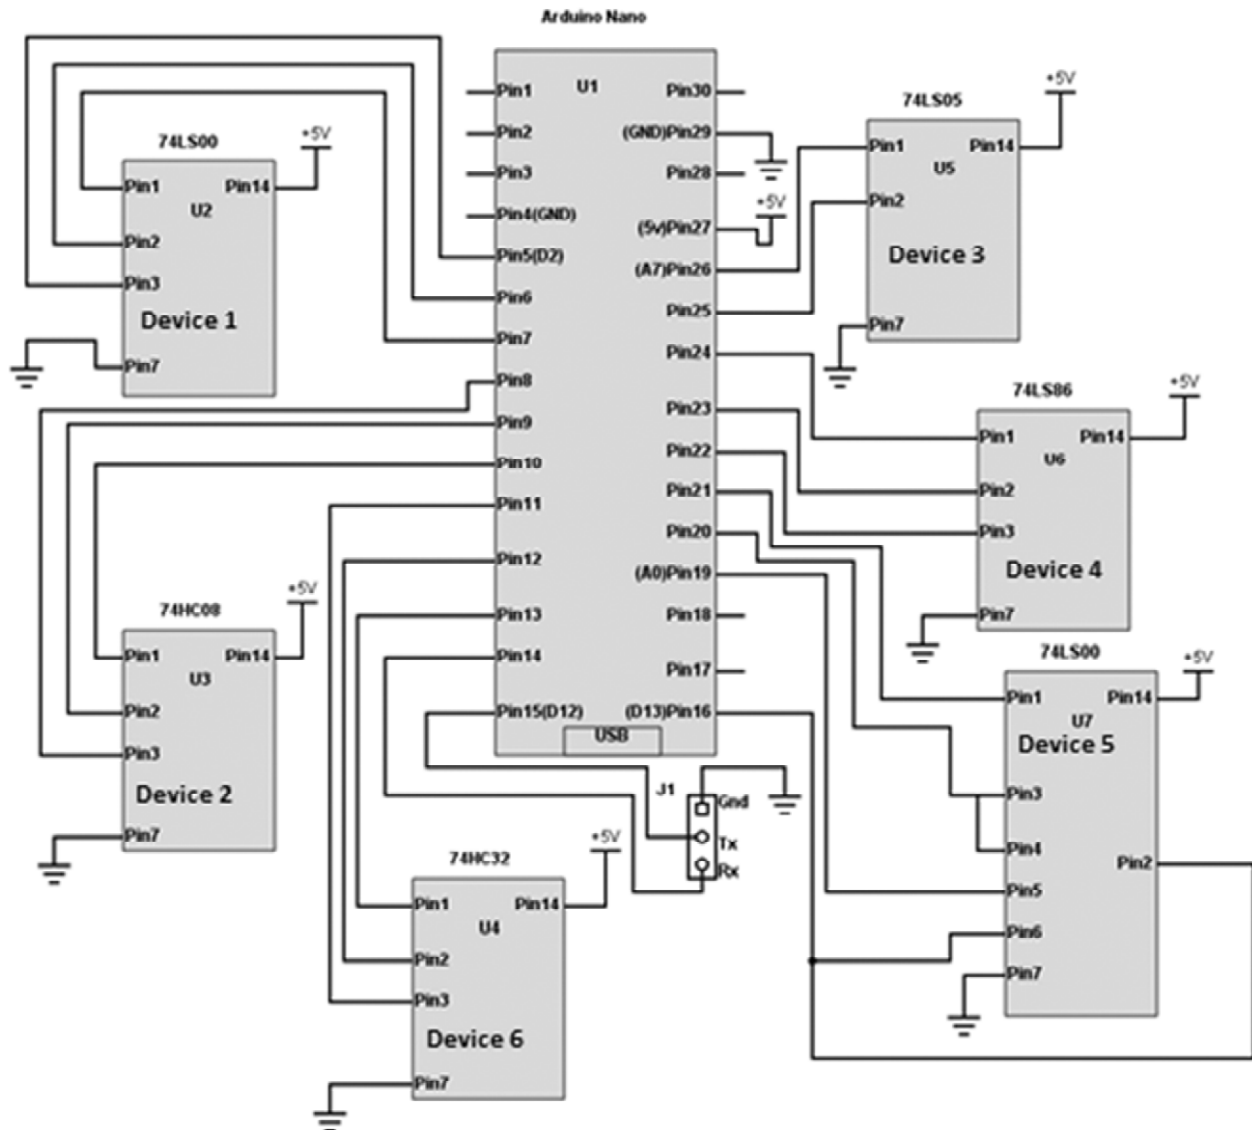 Arduino Nano
U1
Pin1
Pin2
Pin3
Pin4(GND)
Pin5(D2)
Pin6
Pin7
Pin8
Pin9
Pin10
Pin11
Pin12
Pin13
Pin14
Pin15(D12)
Pin30
(GND)Pin29
Pin28
(5v)Pin27
+5V
(A7)Pin26
Pin25
Pin24
Pin23
Pin22
Pin21
Pin20
(A0)Pin19
Pin18
Pin17
(D13)Pin16
USB
74LS00
+5V
Pin1
Pin14
U2
Pin2
Pin3
Device 1
Pin7
74HC08
+5V
Pin1
Pin14
U3
Pin2
Pin3
Device 2
Pin7
74HC32
+5V
Pin1
Pin14
U4
Pin2
Pin3
Device 6
Pin7
J1
Gnd
Tx
Rx
74LS05
+5V
Pin1
Pin14
U5
Pin2
Device 3
Pin7
74LS86
+5V
Pin1
Pin14
U6
Pin2
Pin3
Device 4
Pin7
74LS00
+5V
Pin1
Pin14
U7
Device 5
Pin3
Pin4
Pin2
Pin5
Pin6
Pin7